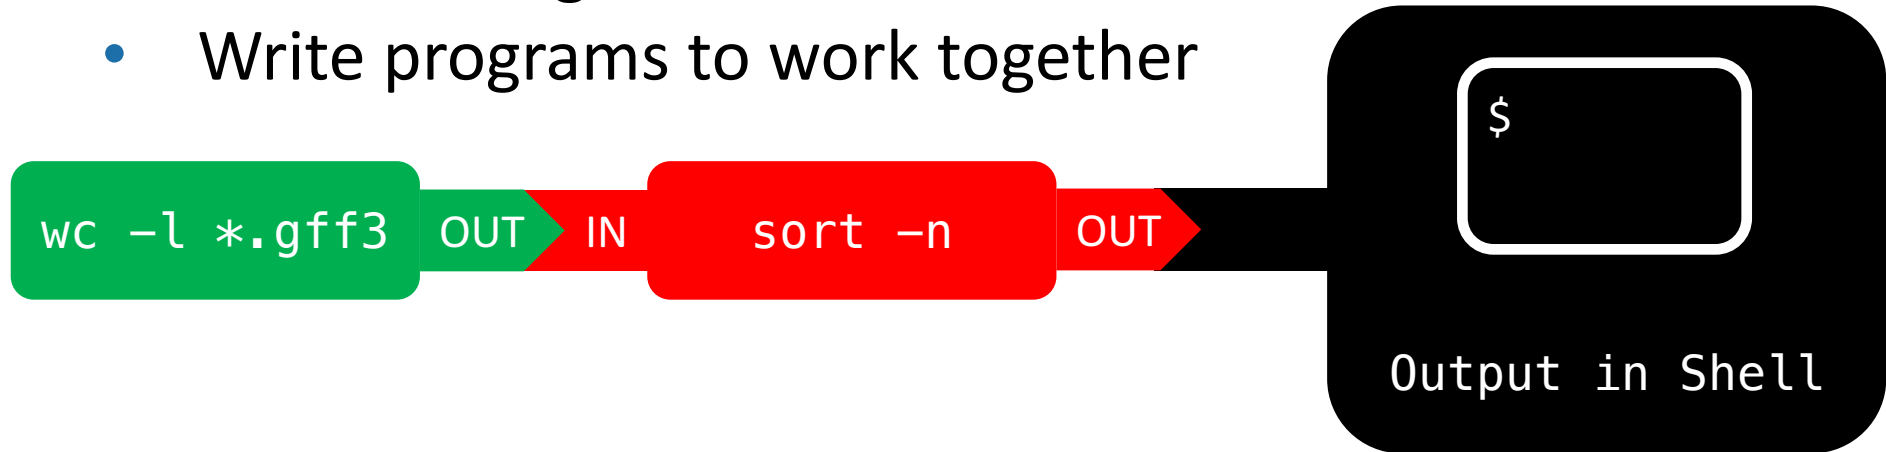 • Write programs to work together
$
wc –l *.gff3 OUT IN sort –n OUT
Output in Shell